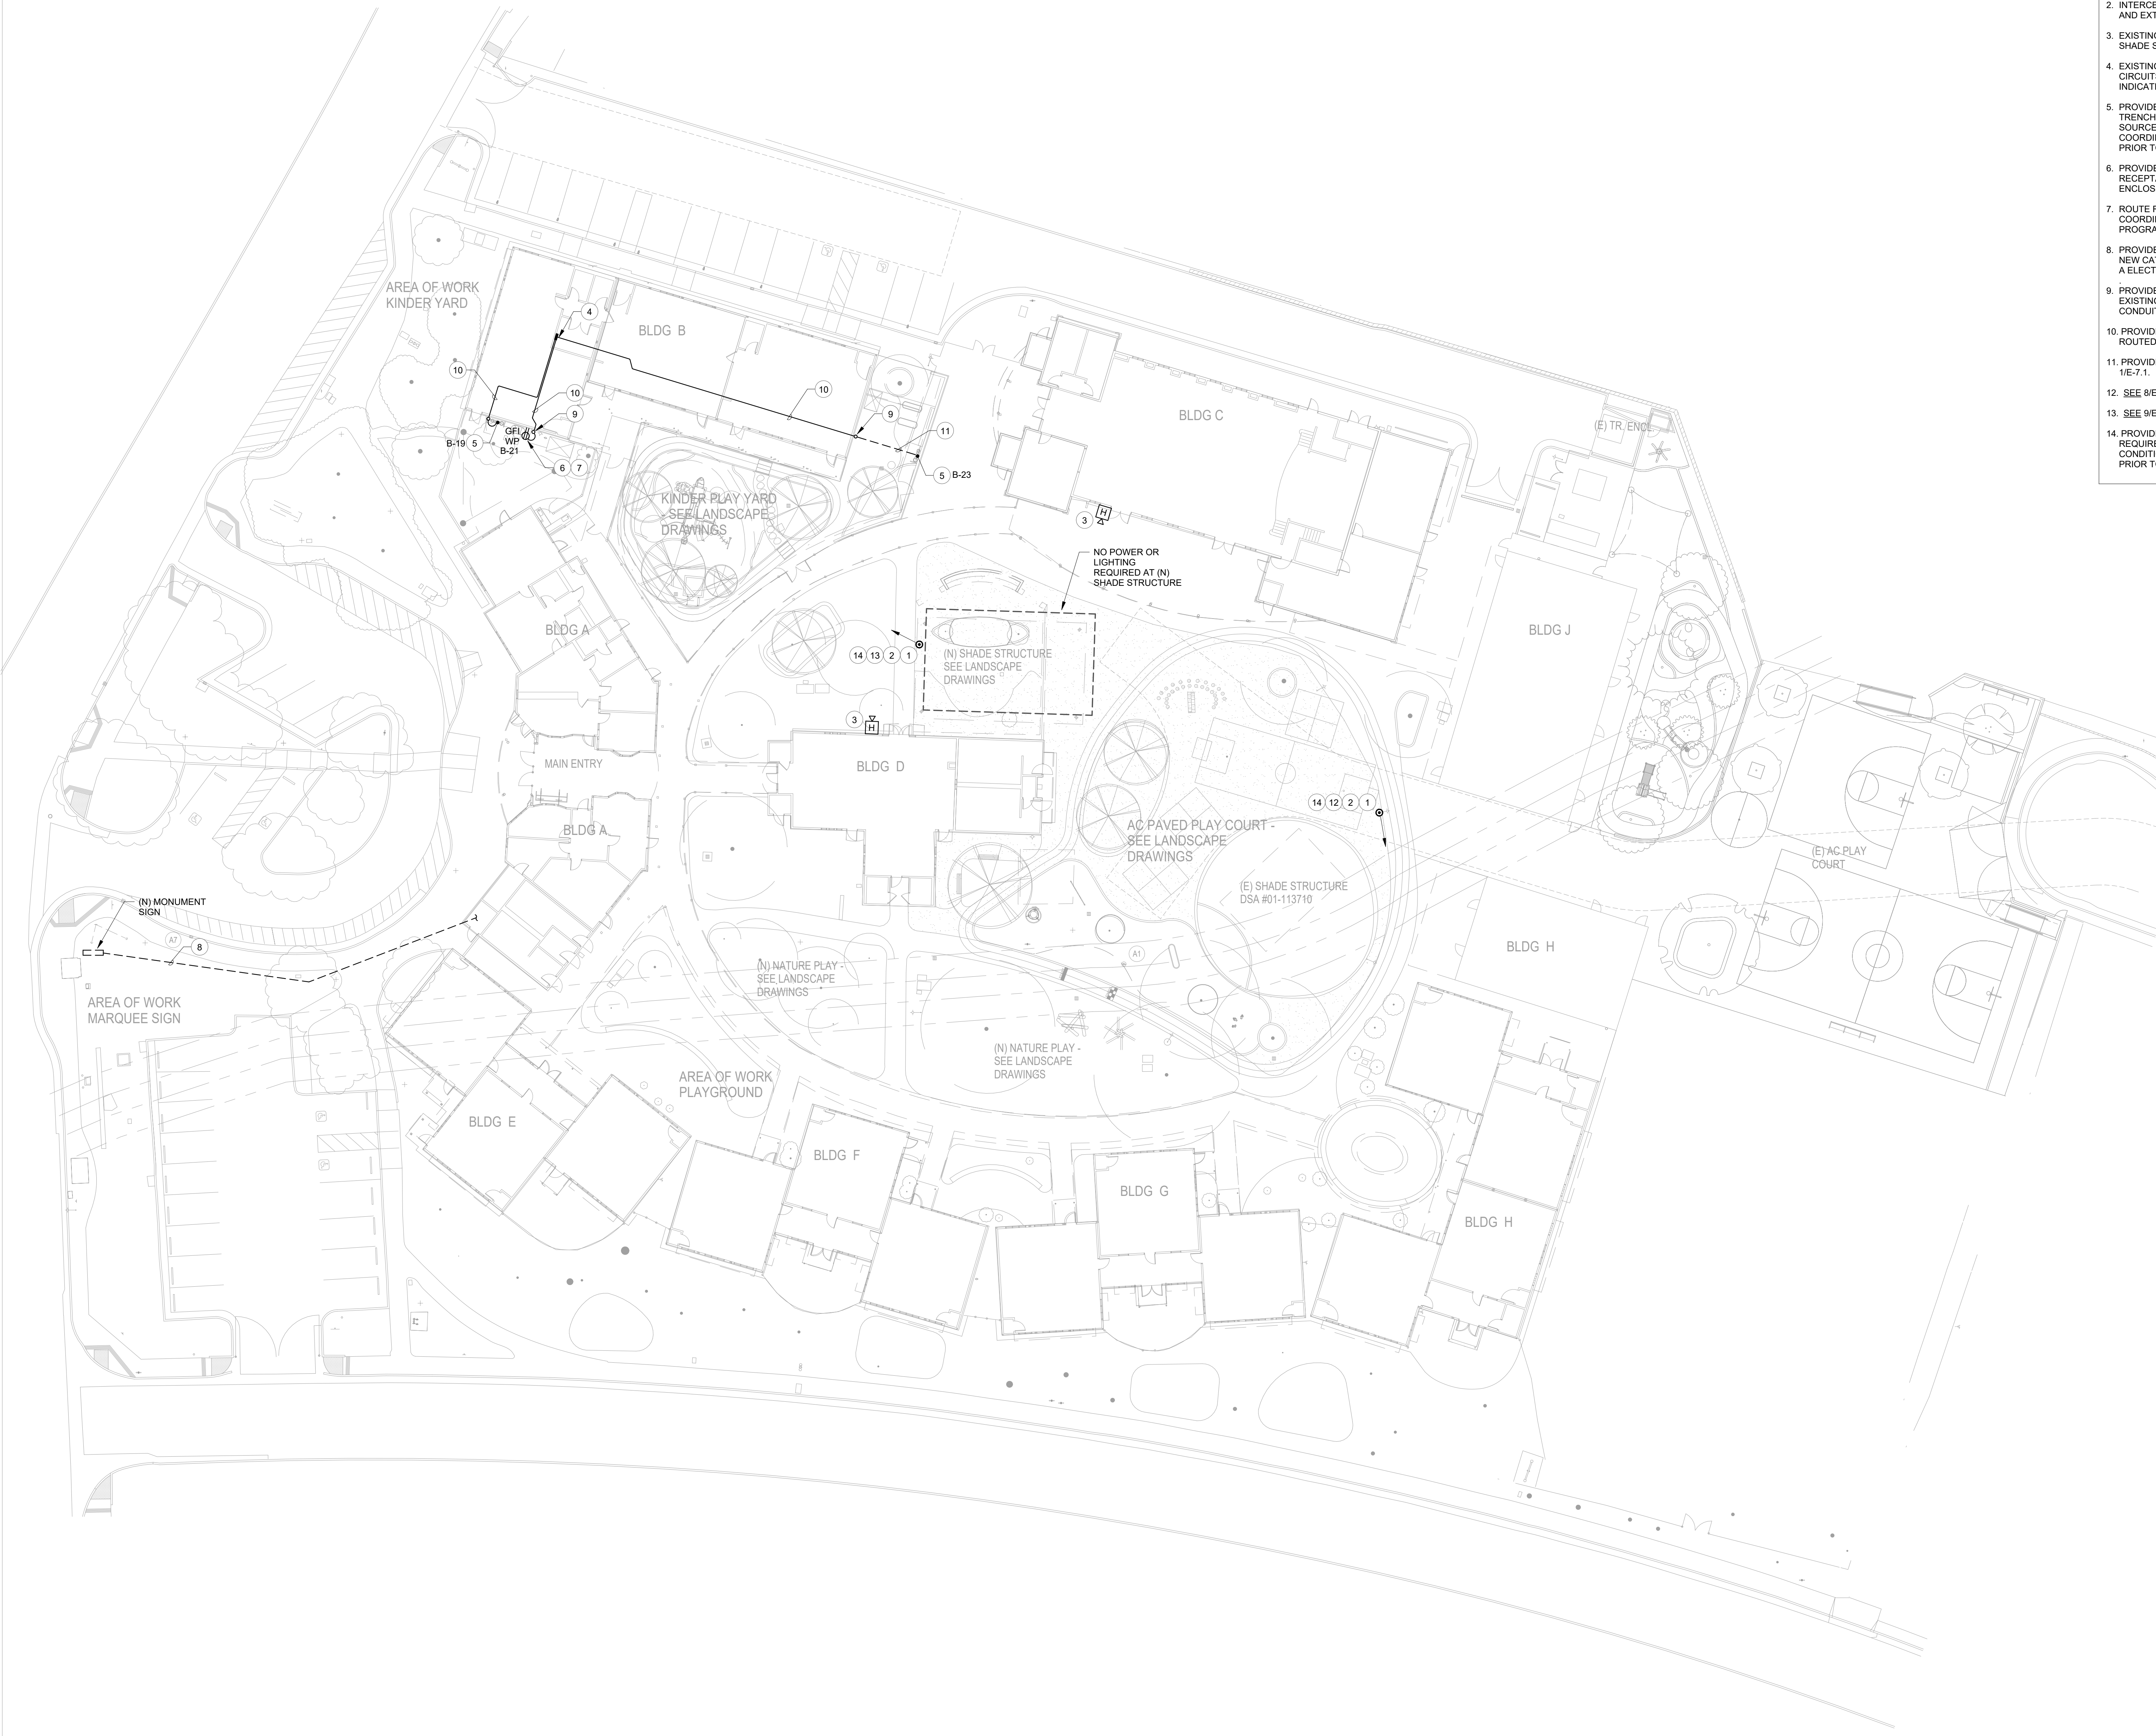 2. INTERCE
AND EXT
3. EXISTING
SHADE S
4. EXISTING
CIRCUIT
INDICATI
5. PROVIDE
TRENCH
SOURCE
COORDI
PRIOR T
6. PROVIDE
RECEPT
ENCLOS
7. ROUTE F
COORDI
PROGRA
8. PROVIDE
NEW CA
A ELECT
.
9. PROVIDE
EXISTING
CONDUI
10. PROVID
ROUTED
11. PROVID
1/E-7.1.
12. SEE 8/E
13. SEE 9/E
14. PROVID
REQUIRE
CONDITI
PRIOR T
AREA OF WORK
KINDER YARD
4
BLDG B
10
10
9
10
9
11
GFI
WP
B-21
B-19 5
6 7
5 B-23
BLDG C
(E) TR. ENCL.
KINDER PLAY YARD
- SEE LANDSCAPE
DRAWINGS
H
3
NO POWER OR
LIGHTING
REQUIRED AT (N)
SHADE STRUCTURE
BLDG A
14 13 2 1
(N) SHADE STRUCTURE
SEE LANDSCAPE
DRAWINGS
BLDG J
3
H
MAIN ENTRY
BLDG D
BLDG A
14 12 2 1
AC PAVED PLAY COURT -
SEE LANDSCAPE
DRAWINGS
(E) AC PLAY
COURT
(E) SHADE STRUCTURE
DSA #01-113710
(N) MONUMENT
SIGN
A7
8
BLDG H
A1
(N) NATURE PLAY -
SEE LANDSCAPE
DRAWINGS
AREA OF WORK
MARQUEE SIGN
(N) NATURE PLAY -
SEE LANDSCAPE
DRAWINGS
AREA OF WORK
PLAYGROUND
BLDG E
BLDG F
BLDG G
BLDG H